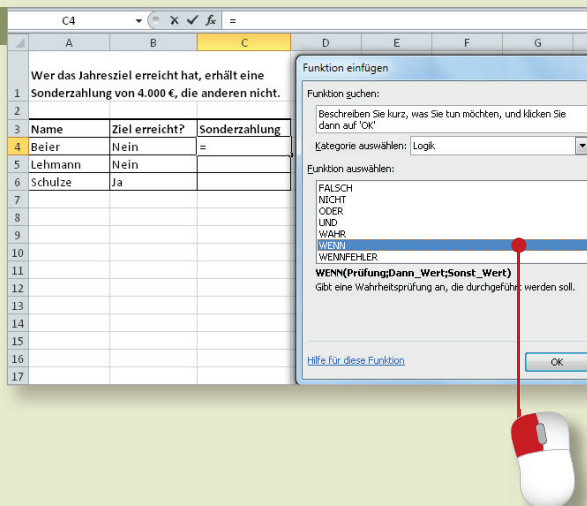 C4 fx =
A B C D E F G
1 Wer das Jahresziel erreicht hat, erhält eine
Sonderzahlung von 4.000 €, die anderen nicht.
2
3 Name Ziel erreicht? Sonderzahlung
4 Beier Nein =
5 Lehmann Nein
6 Schulze Ja
7
8
9
10
11
12
13
14
15
16
17
Funktion einfügen
Funktion suchen:
Beschreiben Sie kurz, was Sie tun möchten, und klicken Sie
dann auf 'OK'
Kategorie auswählen: Logik
Funktion auswählen:
FALSCH
NICHT
ODER
UND
WAHR
WENN
WENNFEHLER
WENN(Prüfung;Dann_Wert;Sonst_Wert)
Gibt eine Wahrheitsprüfung an, die durchgeführt werden soll.
Hilfe für diese Funktion
OK